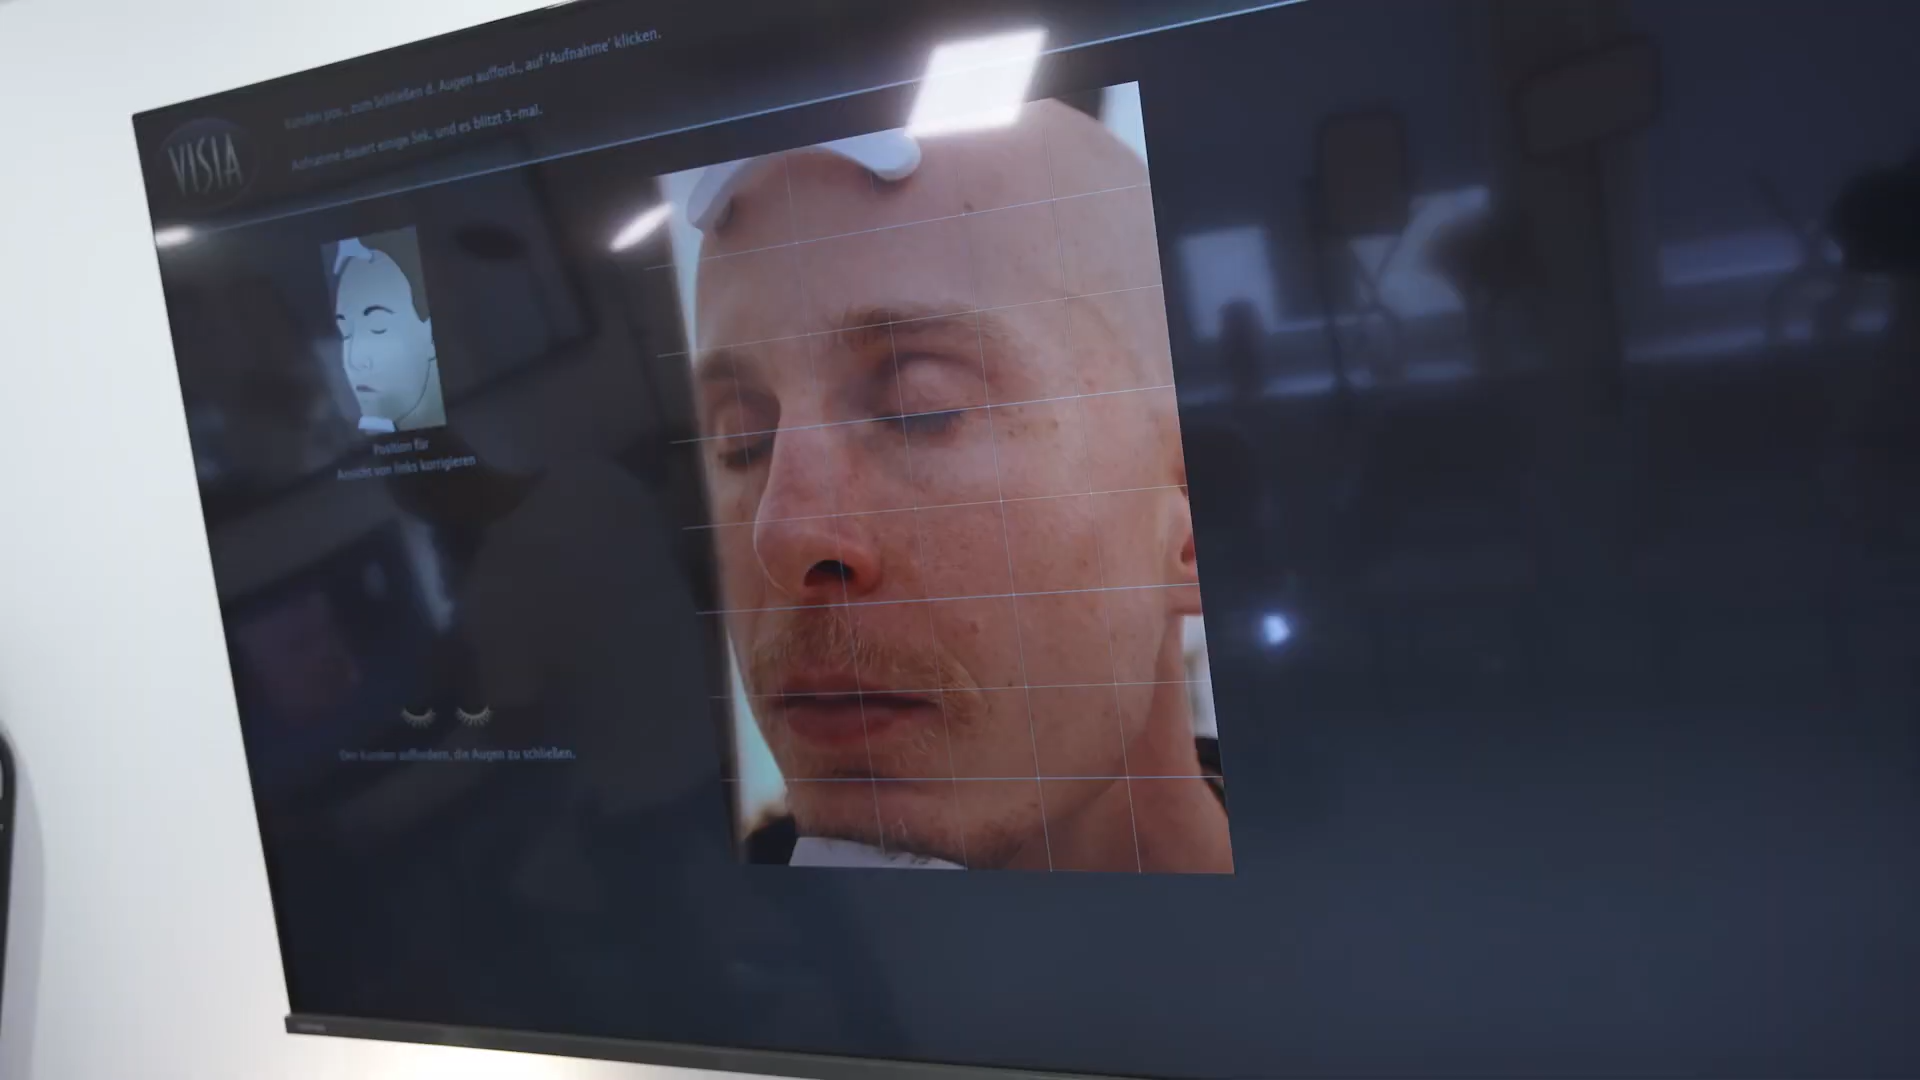 Kunden pos., zum Schließen d. Augen aufford., auf 'Aufnahme' klicken.
Aufnahme dauert einige Sek. und es blitzt 3-mal.
VISIA
Position für
Ansicht von links korrigieren
Den Kunden auffordern, die Augen zu schließen.